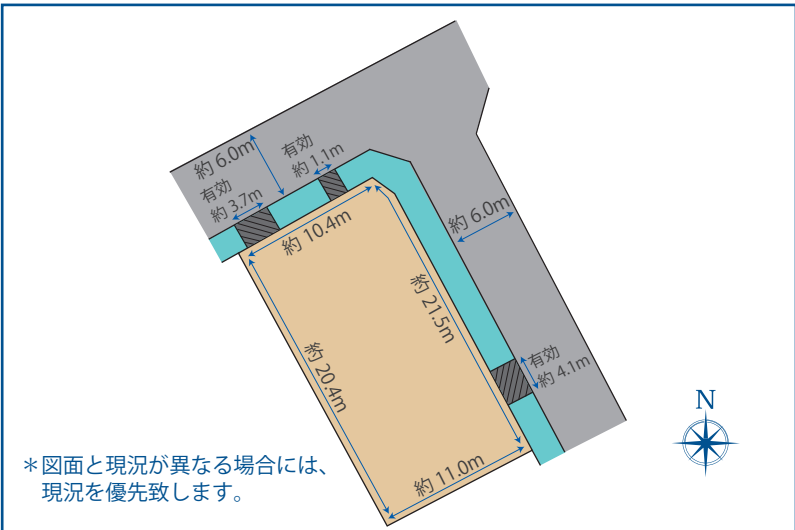 約 6.0m
有効
約 1.1m
有効
約 3.7m
約 10.4m
約 6.0m
約 21.5m
約 20.4m
有効
約 4.1m
約 11.0m
N
＊図面と現況が異なる場合には、
現況を優先致します。